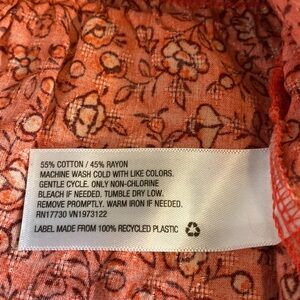 55% COTTON / 45% RAYON
MACHINE WASH COLD WITH LIKE COLORS.
GENTLE CYCLE. ONLY NON-CHLORINE
BLEACH IF NEEDED. TUMBLE DRY LOW.
REMOVE PROMPTLY. WARM IRON IF NEEDED.
RN17730 VN1973122
LABEL MADE FROM 100% RECYCLED PLASTIC